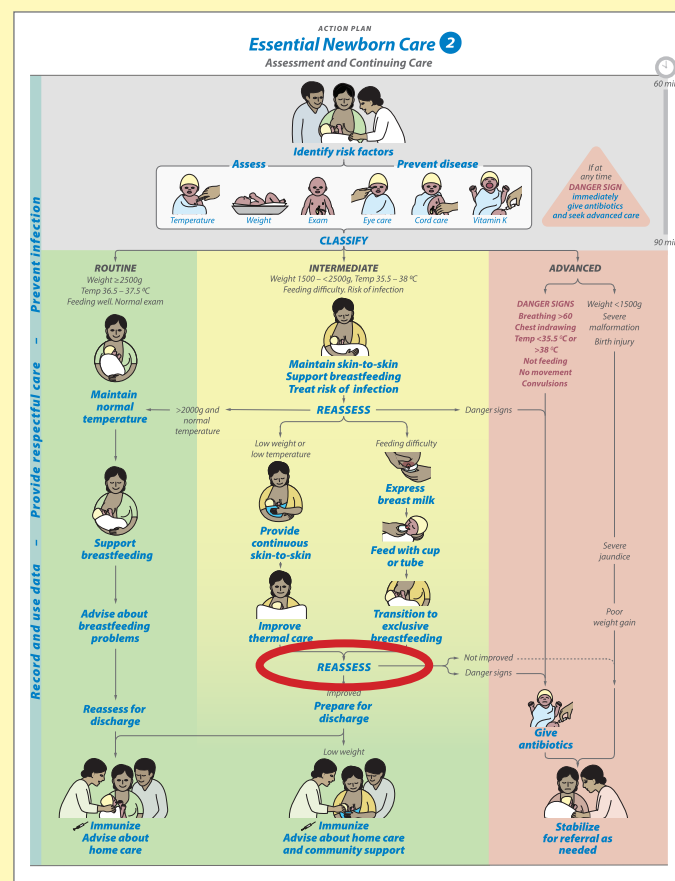 ACTION PLAN
Essential Newborn Care 2
Assessment and Continuing Care
60 min
Identify risk factors
Assess
Prevent disease
Temperature
Weight
Exam
Eye care
Cord care
Vitamin K
If at
any time
DANGER SIGN
immediately
give antibiotics
and seek advanced care
CLASSIFY
90 min
Prevent infection
– Provide respectful care –
Record and use data
ROUTINE
Weight ≥2500g
Temp 36.5 – 37.5 ºC
Feeding well. Normal exam
Maintain
normal
temperature
Support
breastfeeding
Advise about
breastfeeding
problems
Reassess for
discharge
Immunize
Advise about
home care
INTERMEDIATE
Weight 1500 – <2500g, Temp 35.5 – 38 ºC
Feeding difficulty. Risk of infection
Maintain skin-to-skin
Support breastfeeding
Treat risk of infection
REASSESS
>2000g and
normal
temperature
Danger signs
Low weight or
low temperature
Provide
continuous
skin-to-skin
Improve
thermal care
Feeding difficulty
Express
breast milk
Feed with cup
or tube
Transition to
exclusive
breastfeeding
REASSESS
Not improved
Danger signs
Improved
Prepare for
discharge
Low weight
Immunize
Advise about home care
and community support
ADVANCED
DANGER SIGNS
Breathing >60
Chest indrawing
Temp <35.5 ºC or
>38 ºC
Not feeding
No movement
Convulsions
Weight <1500g
Severe
malformation
Birth injury
Severe
jaundice
Poor
weight gain
Give
antibiotics
Stabilize
for referral as
needed